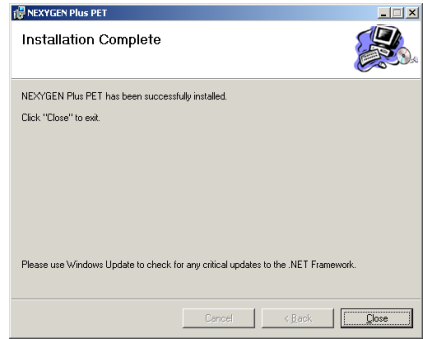 NEXYGEN Plus PET
Installation Complete
NEXYGEN Plus PET has been successfully installed.
Click "Close" to exit.
Please use Windows Update to check for any critical updates to the .NET Framework.
Cancel
< Back
Close